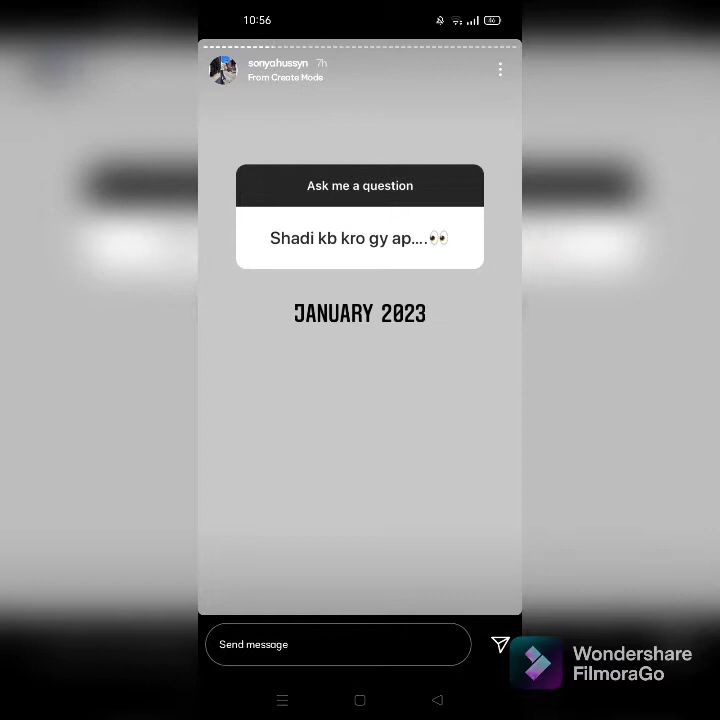 10:56
46
sonyahussyn 7h
From Create Mode
Ask me a question
Shadi kb kro gy ap....👀
JANUARY 2023
Send message
Wondershare
FilmoraGo